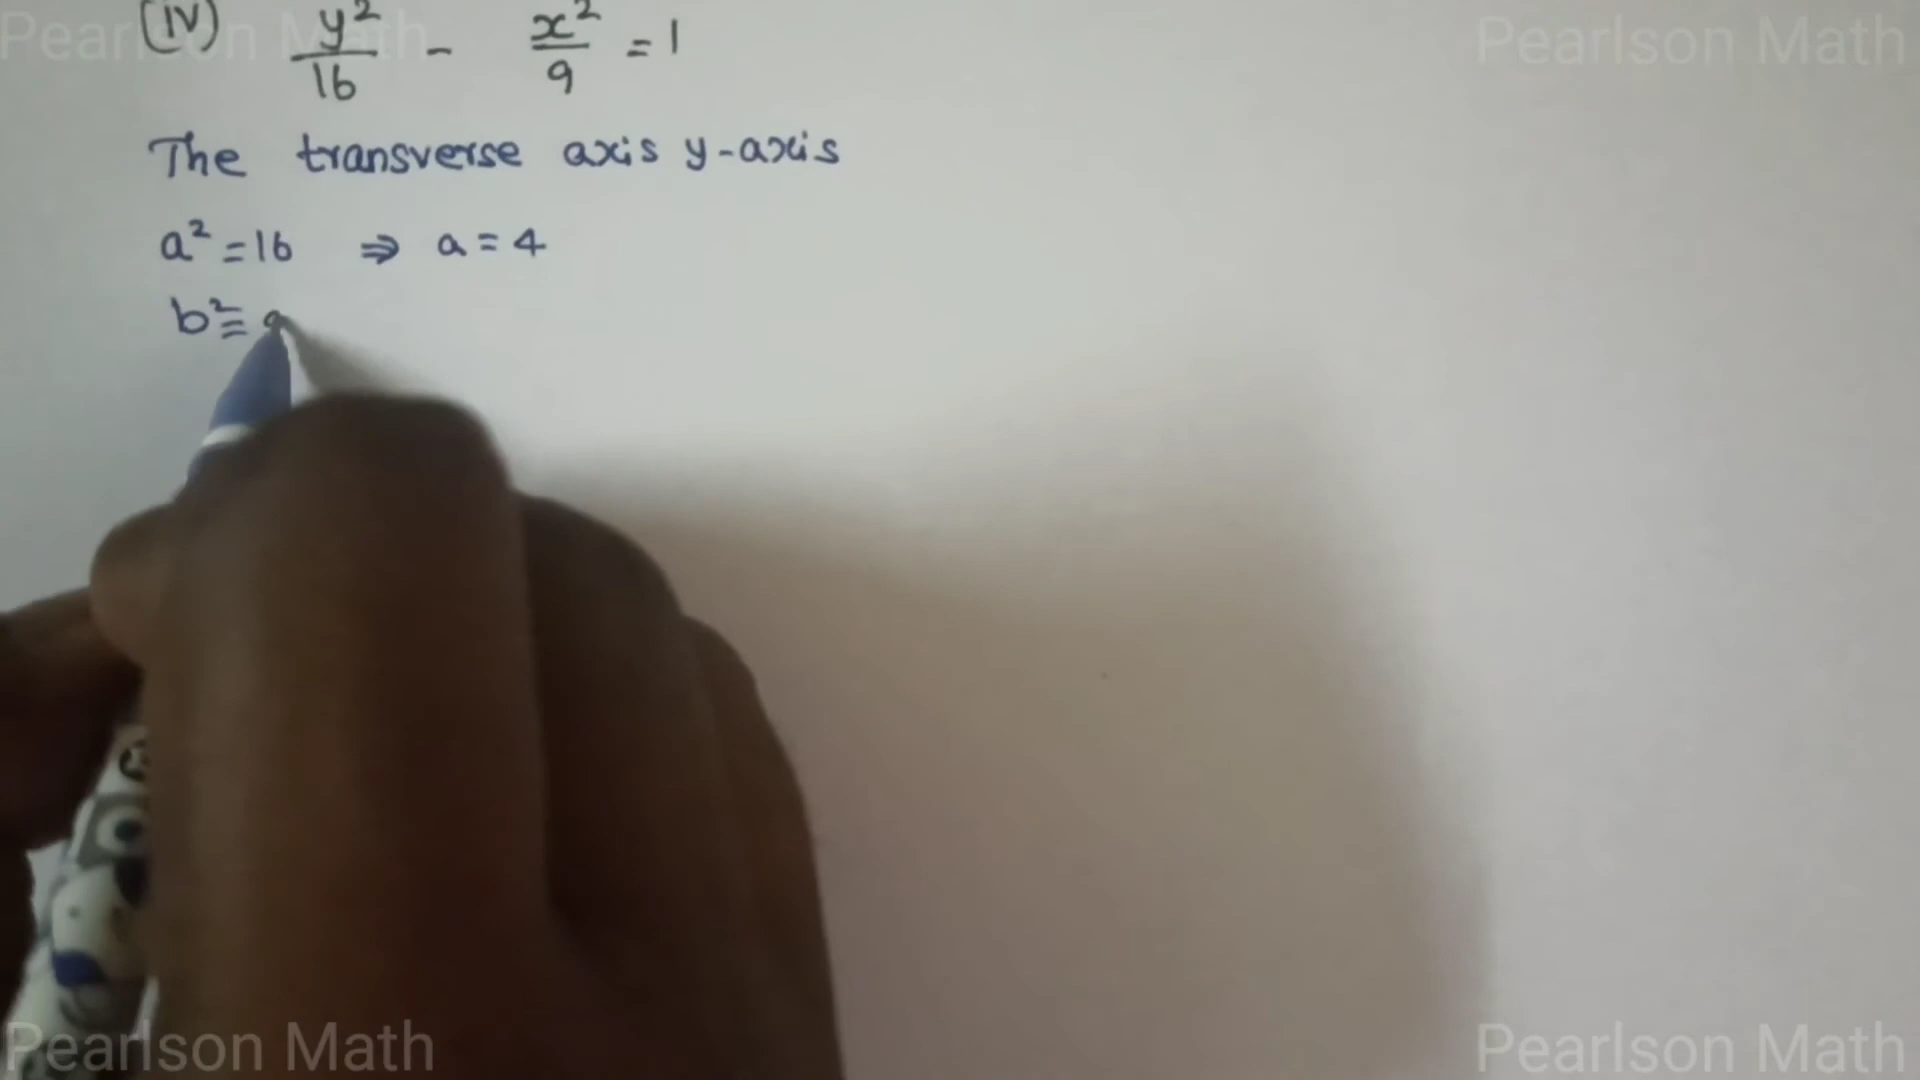 (iv) y²/16 - x²/9 = 1
The transverse axis y-axis
a² = 16 ⇒ a = 4
b² = 9
Pearlson Math
Pearlson Math
Pearlson Math
Pearlson Math